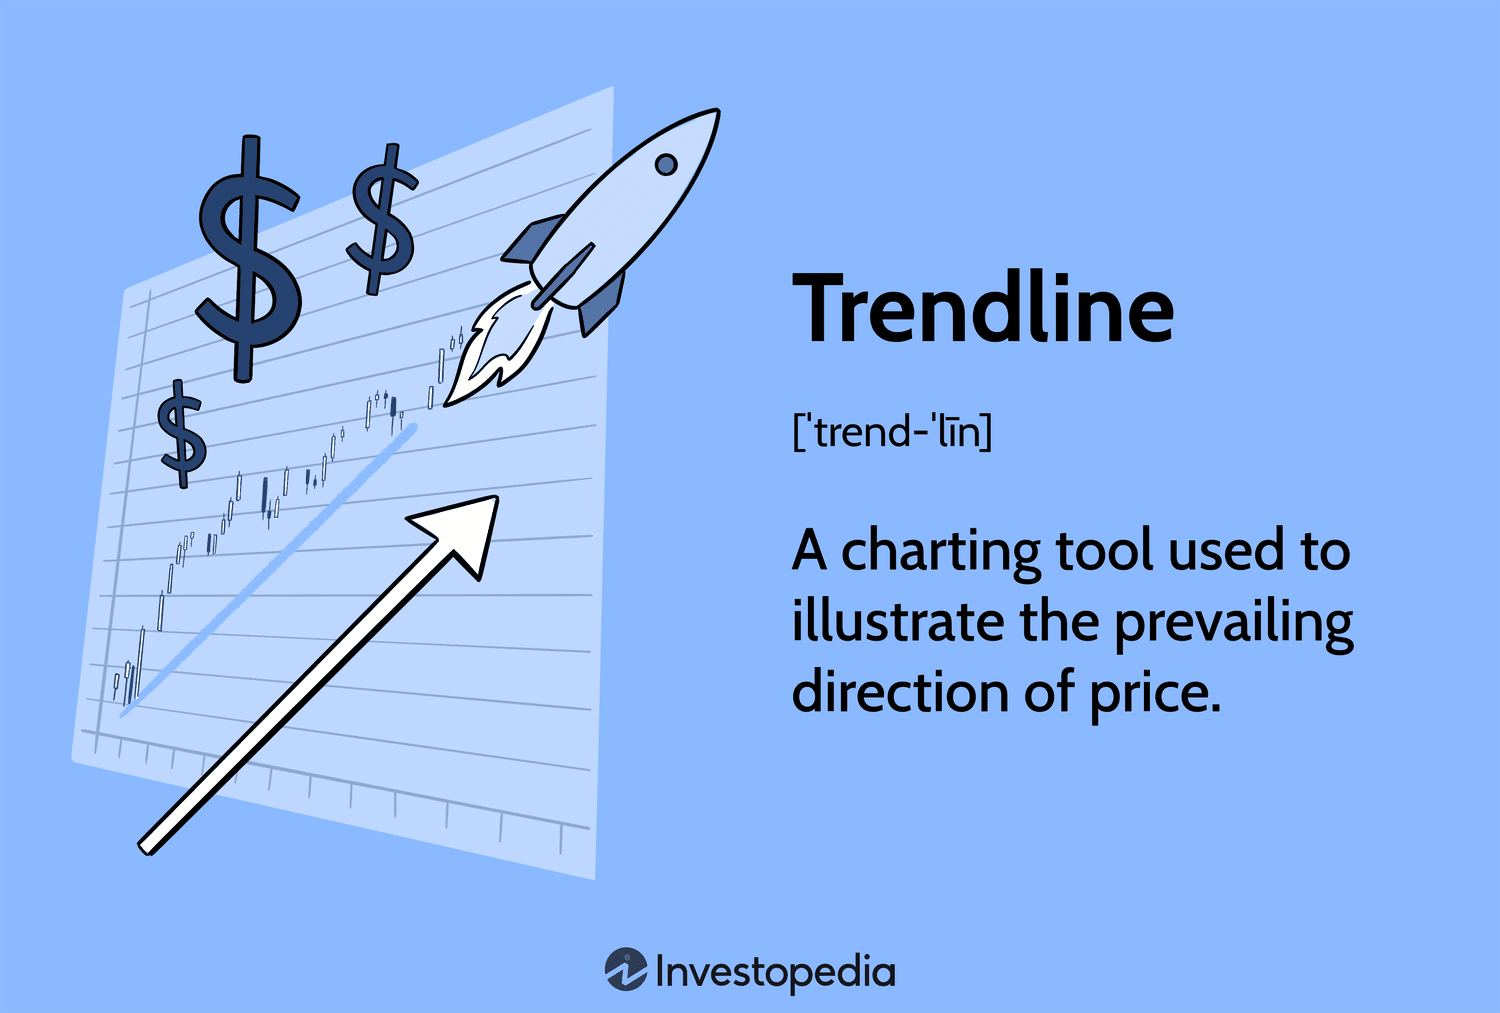 $
$
$
Trendline
[ˈtrend-ˈlīn]
A charting tool used to
illustrate the prevailing
direction of price.
Investopedia